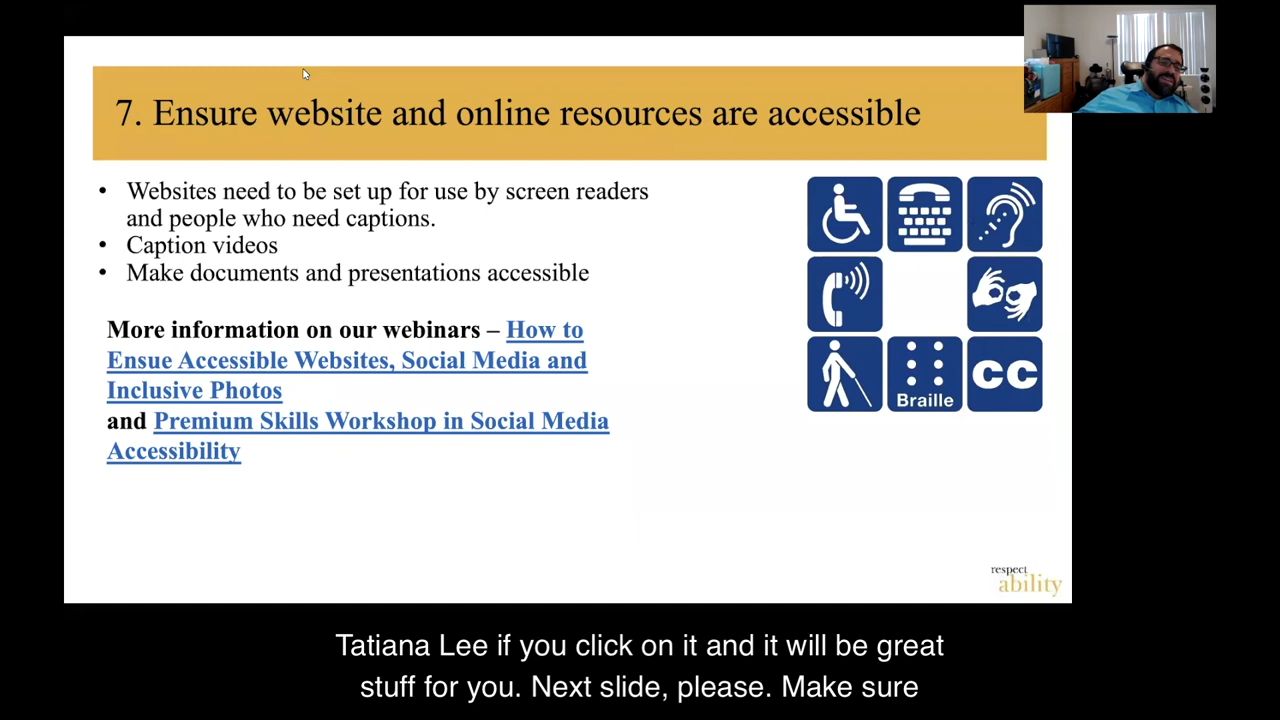 7. Ensure website and online resources are accessible
• Websites need to be set up for use by screen readers
and people who need captions.
• Caption videos
• Make documents and presentations accessible
More information on our webinars – How to
Ensue Accessible Websites, Social Media and
Inclusive Photos
and Premium Skills Workshop in Social Media
Accessibility
Braille
CC
respect
ability
Tatiana Lee if you click on it and it will be great
stuff for you. Next slide, please. Make sure